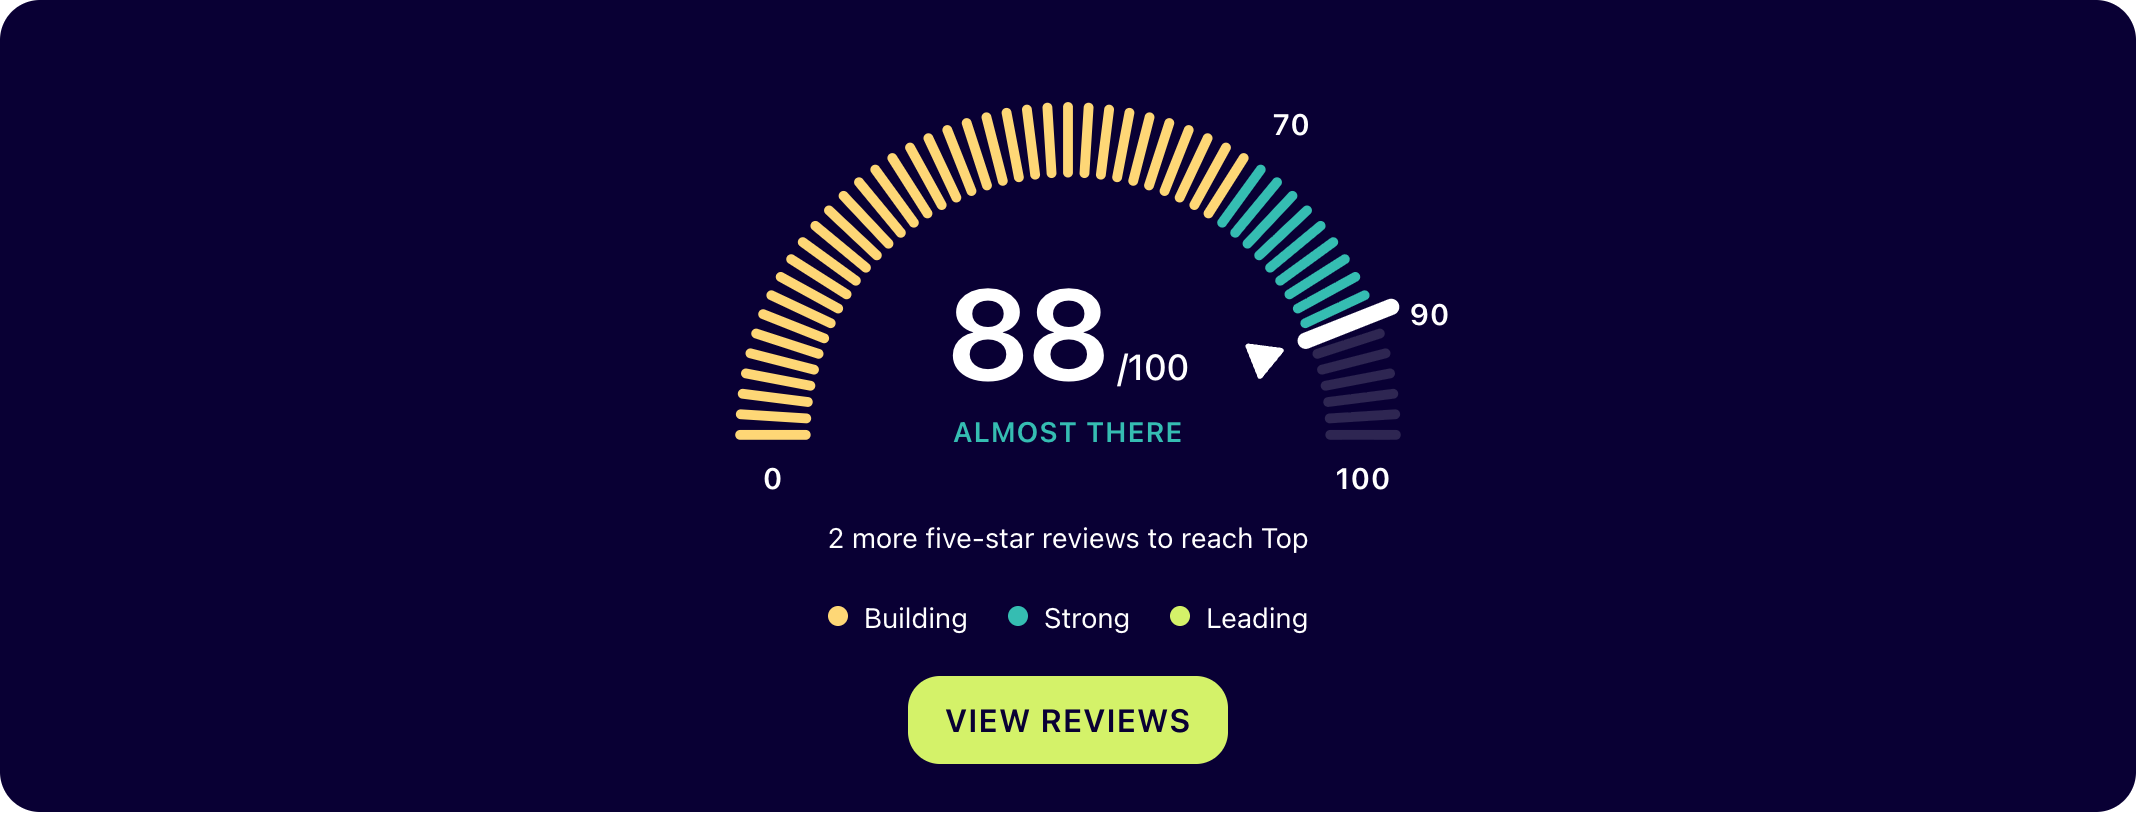 70
90
88 /100
ALMOST THERE
0
100
2 more five-star reviews to reach Top
Building Strong Leading
VIEW REVIEWS